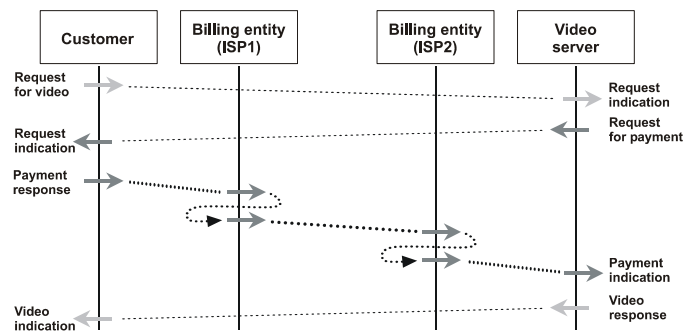 Customer
Billing entity
(ISP1)
Billing entity
(ISP2)
Video
server
Request
for video
Request
indication
Request
indication
Request
for payment
Payment
response
Payment
indication
Video
indication
Video
response